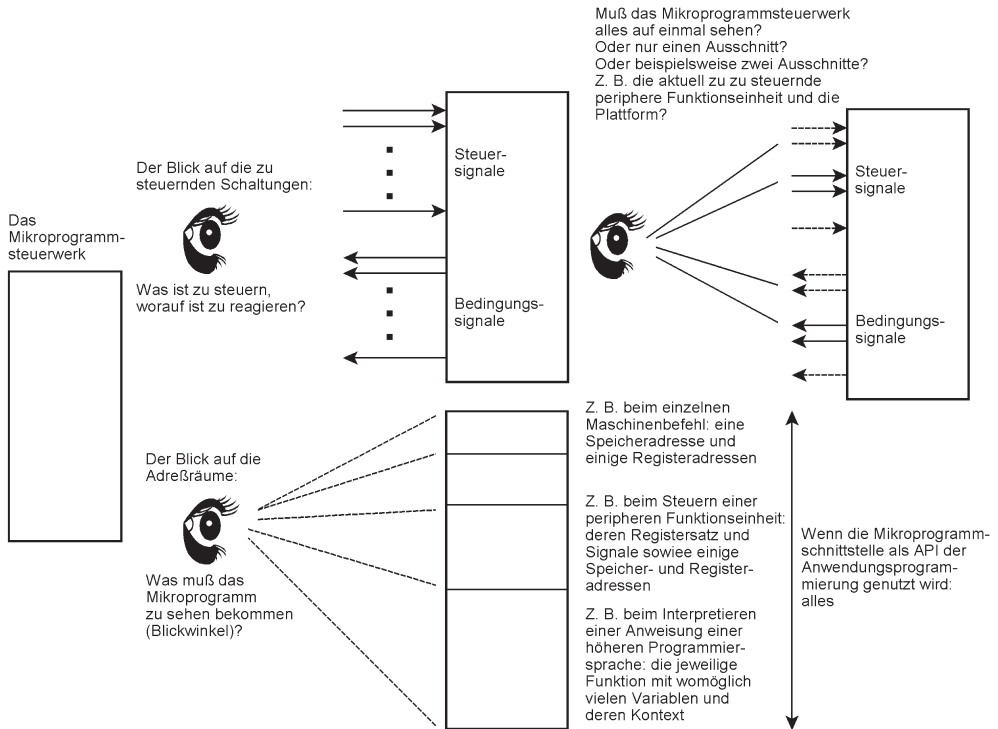 Muß das Mikroprogrammsteuerwerk
alles auf einmal sehen?
Oder nur einen Ausschnitt?
Oder beispielsweise zwei Ausschnitte?
Z. B. die aktuell zu zu steuernde
periphere Funktionseinheit und die
Plattform?
Der Blick auf die zu
steuernden Schaltungen:
Steuer-
signale
Steuer-
signale
Das
Mikroprogramm-
steuerwerk
Was ist zu steuern,
worauf ist zu reagieren?
Bedingungs-
signale
Bedingungs-
signale
Der Blick auf die
Adreßräume:
Was muß das
Mikroprogramm
zu sehen bekommen
(Blickwinkel)?
Z. B. beim einzelnen
Maschinenbefehl: eine
Speicheradresse und
einige Registeradressen
Z. B. beim Steuern einer
peripheren Funktionseinheit:
deren Registersatz und
Signale sowiee einige
Speicher- und Register-
adressen
Z. B. beim Interpretieren
einer Anweisung einer
höheren Programmier-
sprache: die jeweilige
Funktion mit womöglich
vielen Variablen und
deren Kontext
Wenn die Mikroprogramm-
schnittstelle als API der
Anwendungsprogram-
mierung genutzt wird:
alles